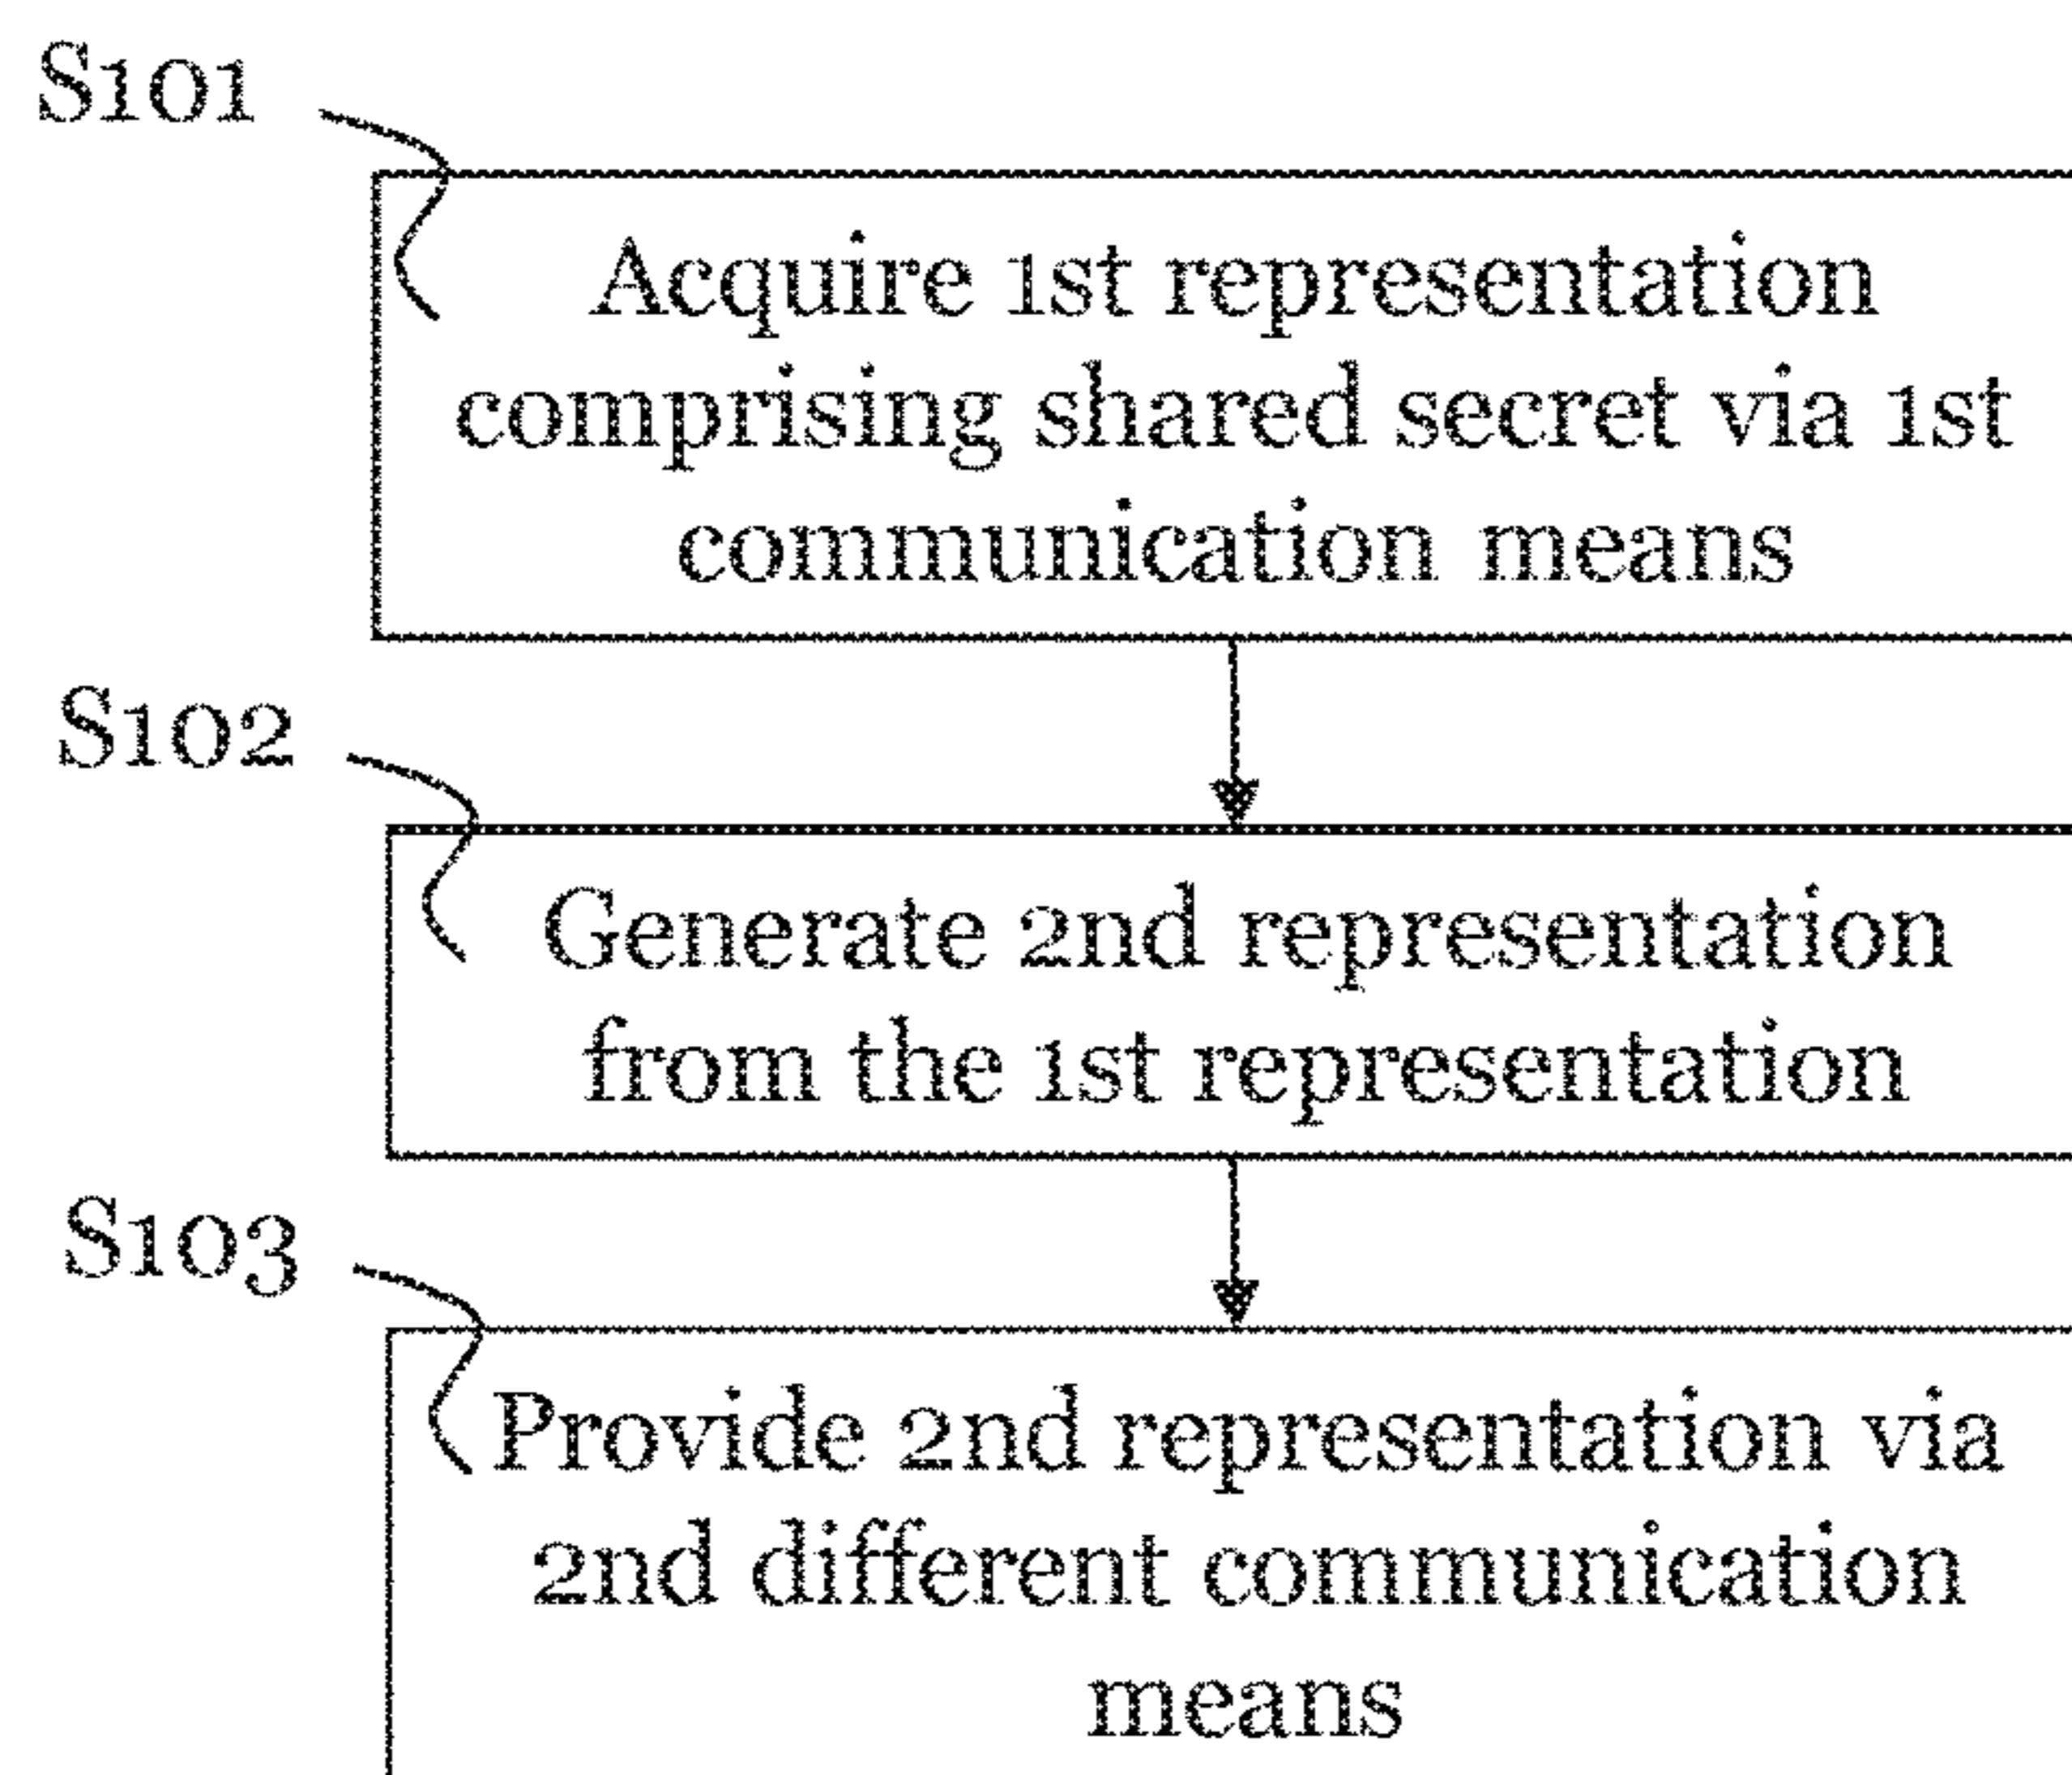 S101
Acquire 1st representation
comprising shared secret via 1st
communication means
S102
Generate 2nd representation
from the 1st representation
S103
Provide 2nd representation via
2nd different communication
means